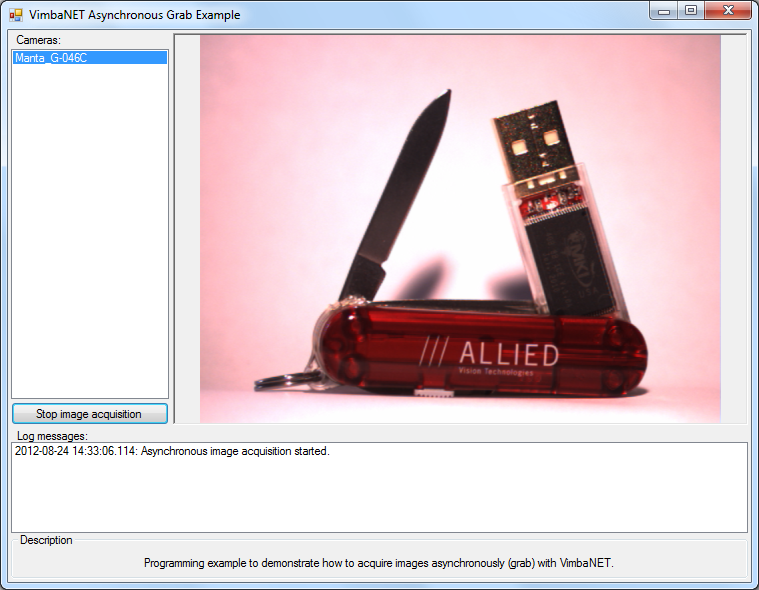 VimbaNET Asynchronous Grab Example
Cameras:
Manta_G-046C
/// ALLIED
Vision Technologies
Stop image acquisition
Log messages:
2012-08-24 14:33:06.114: Asynchronous image acquisition started.
Description
Programming example to demonstrate how to acquire images asynchronously (grab) with VimbaNET.